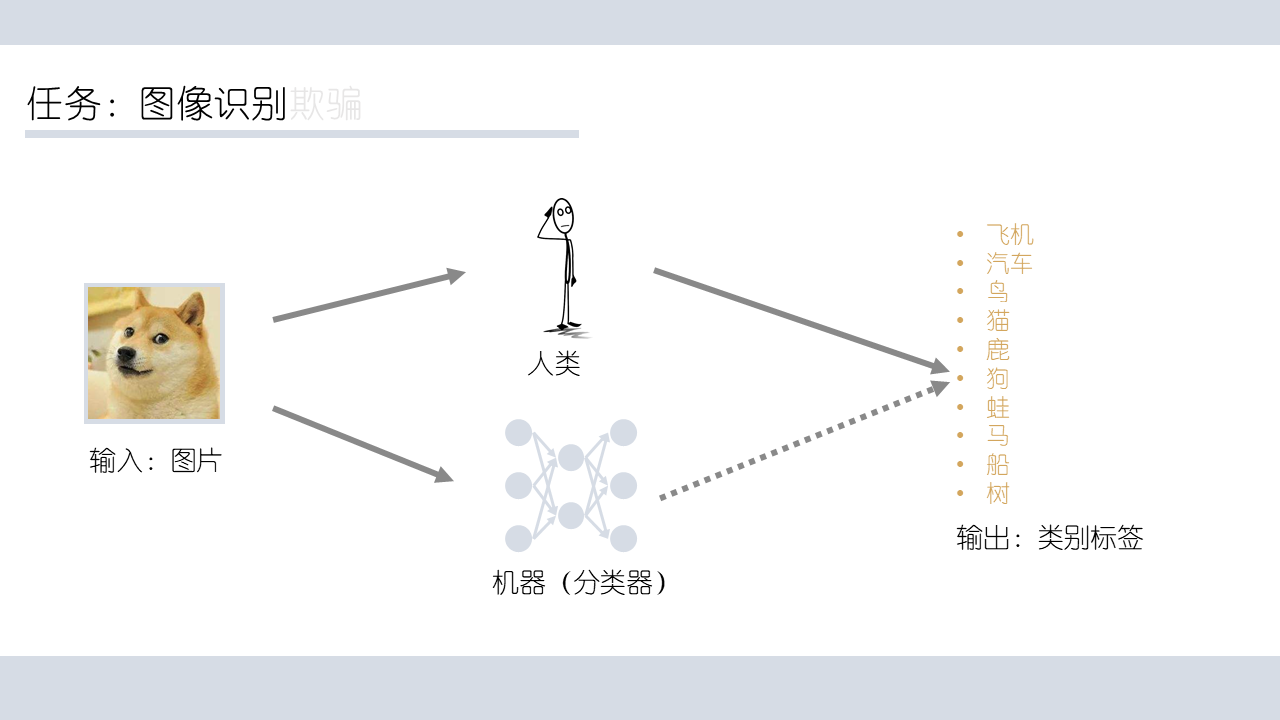 任务：图像识别欺骗
人类
输入：图片
机器（分类器）
• 飞机
• 汽车
• 鸟
• 猫
• 鹿
• 狗
• 蛙
• 马
• 船
• 树
输出：类别标签